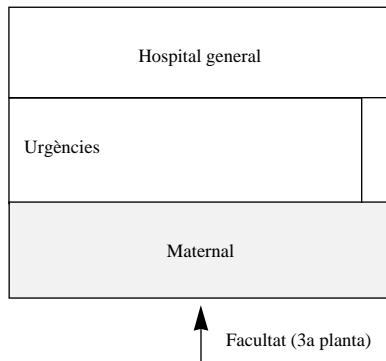 Hospital general
Urgències
Maternal
Facultat (3a planta)